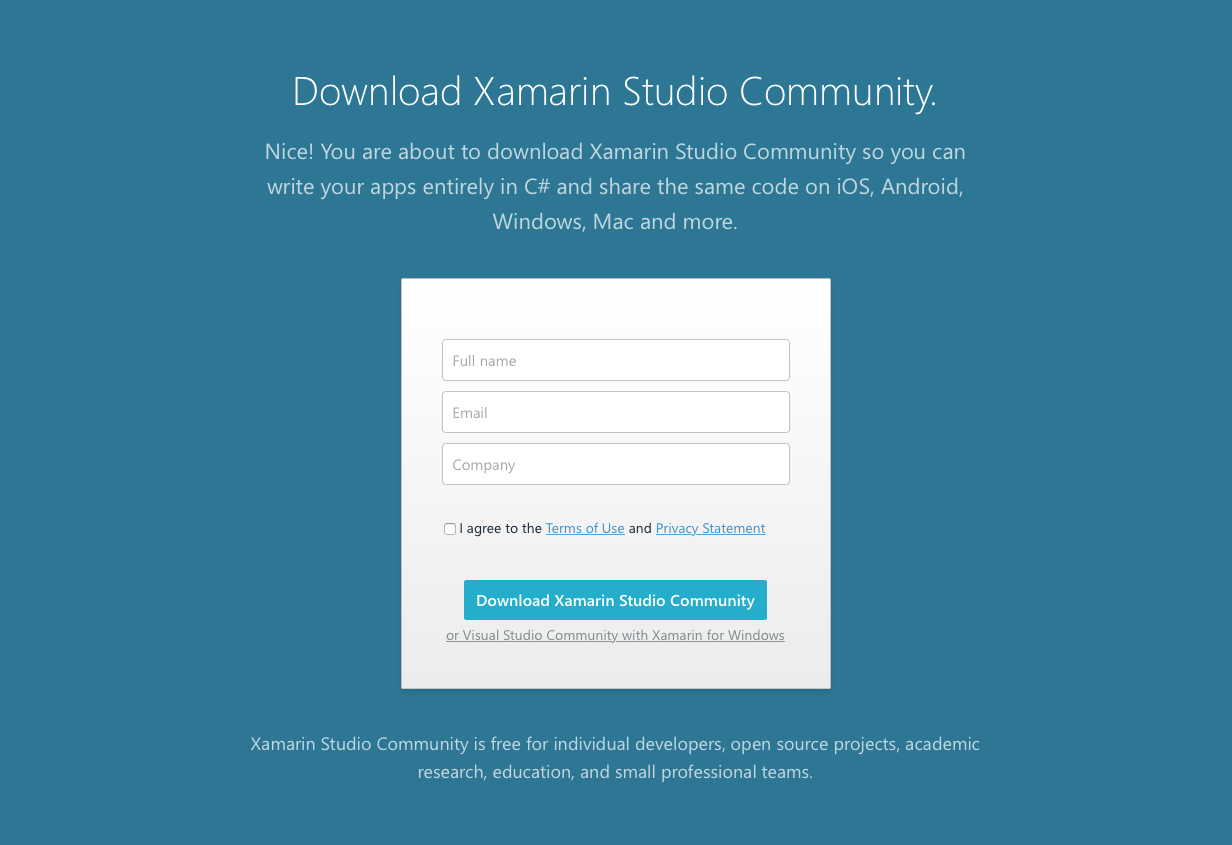 Download Xamarin Studio Community.
Nice! You are about to download Xamarin Studio Community so you can
write your apps entirely in C# and share the same code on iOS, Android,
Windows, Mac and more.
Full name
Email
Company
I agree to the Terms of Use and Privacy Statement
Download Xamarin Studio Community
or Visual Studio Community with Xamarin for Windows
Xamarin Studio Community is free for individual developers, open source projects, academic
research, education, and small professional teams.